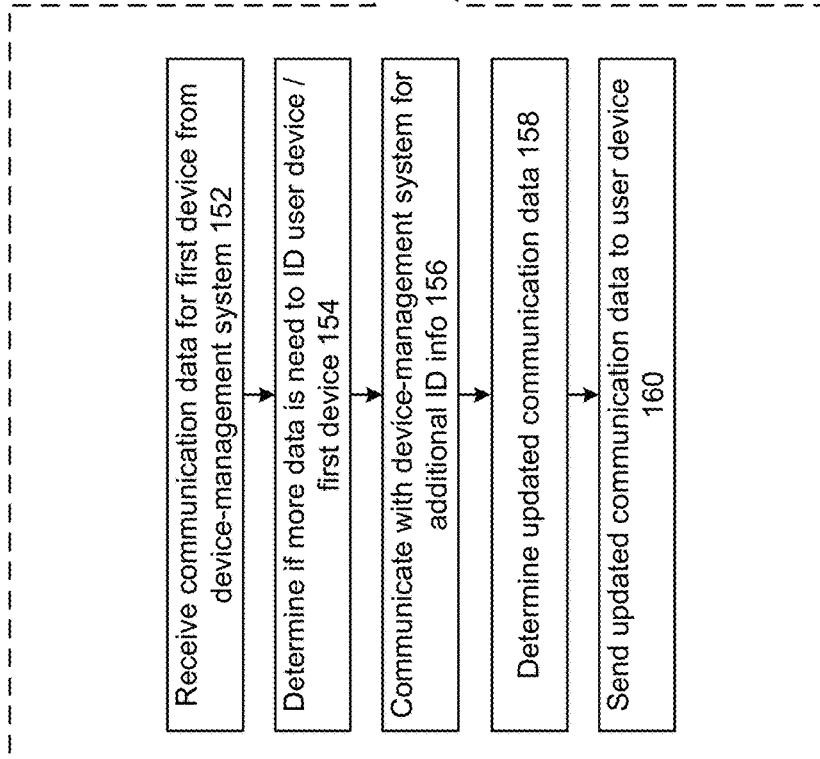 Receive communication data for first device from
device-management system 152
Determine if more data is need to ID user device /
first device 154
Communicate with device-management system for
additional ID info 156
Determine updated communication data 158
Send updated communication data to user device
160